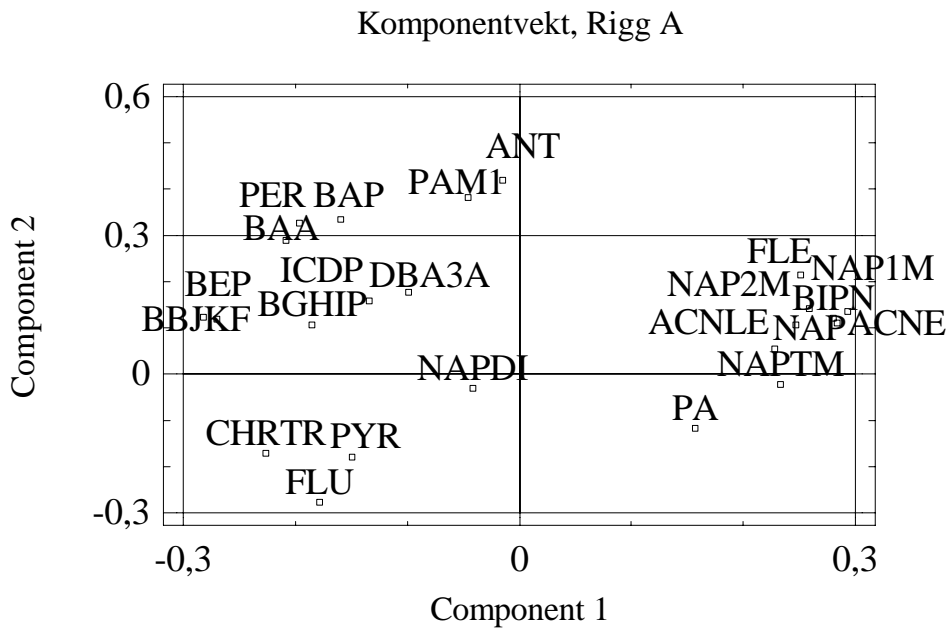 Komponentvekt, Rigg A
0,6
ANT
PAM1
PER BAP
0,3
BAA
FLE
NAP1M
ICDP
DBA3A
NAP2M
BEP
BIPN
BGHIP
BBJKF
ACNLE
NAP
ACNE
0
NAPDI
NAPTM
PA
CHRTR
PYR
FLU
-0,3
-0,3
0
0,3
Component 2
Component 1